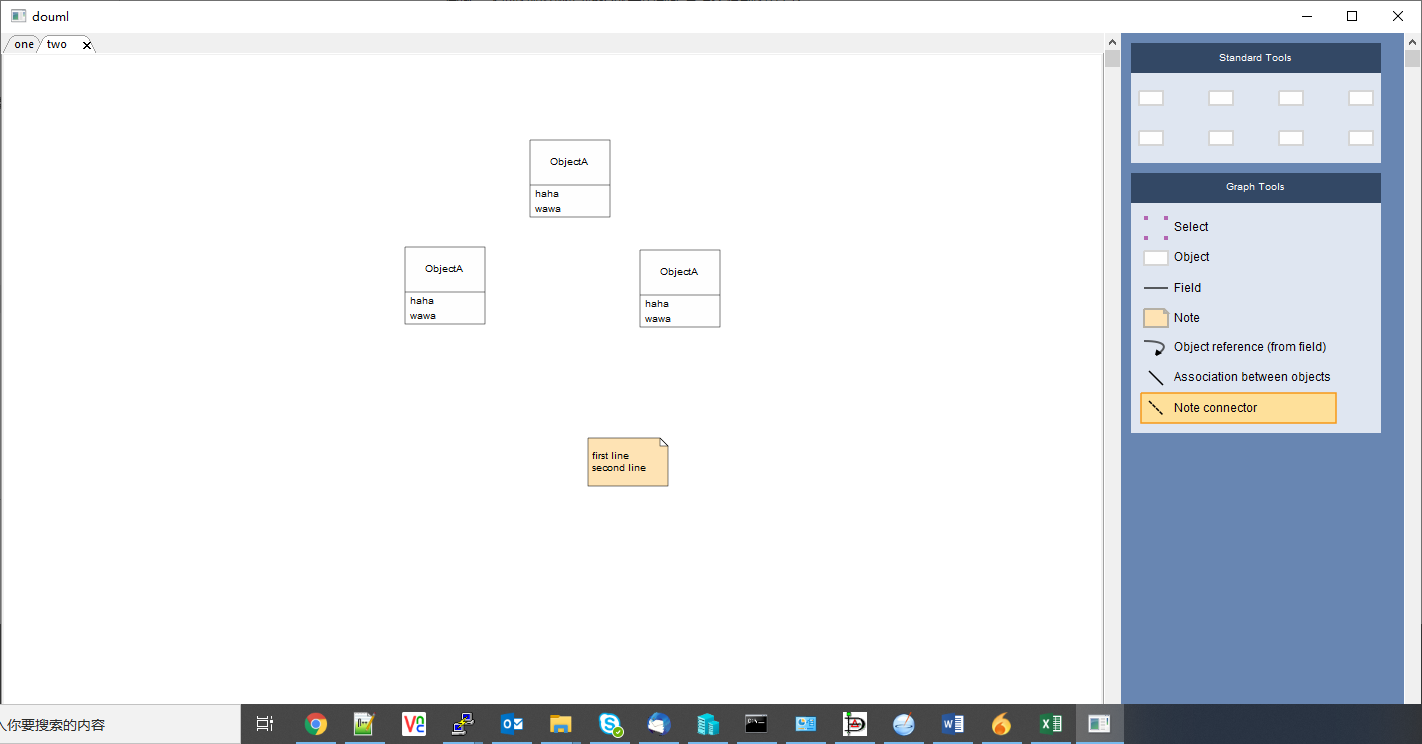 douml
one two
Standard Tools
Graph Tools
Select
Object
Field
Note
Object reference (from field)
Association between objects
Note connector
ObjectA
haha
wawa
ObjectA
haha
wawa
ObjectA
haha
wawa
first line
second line
你要搜索的内容